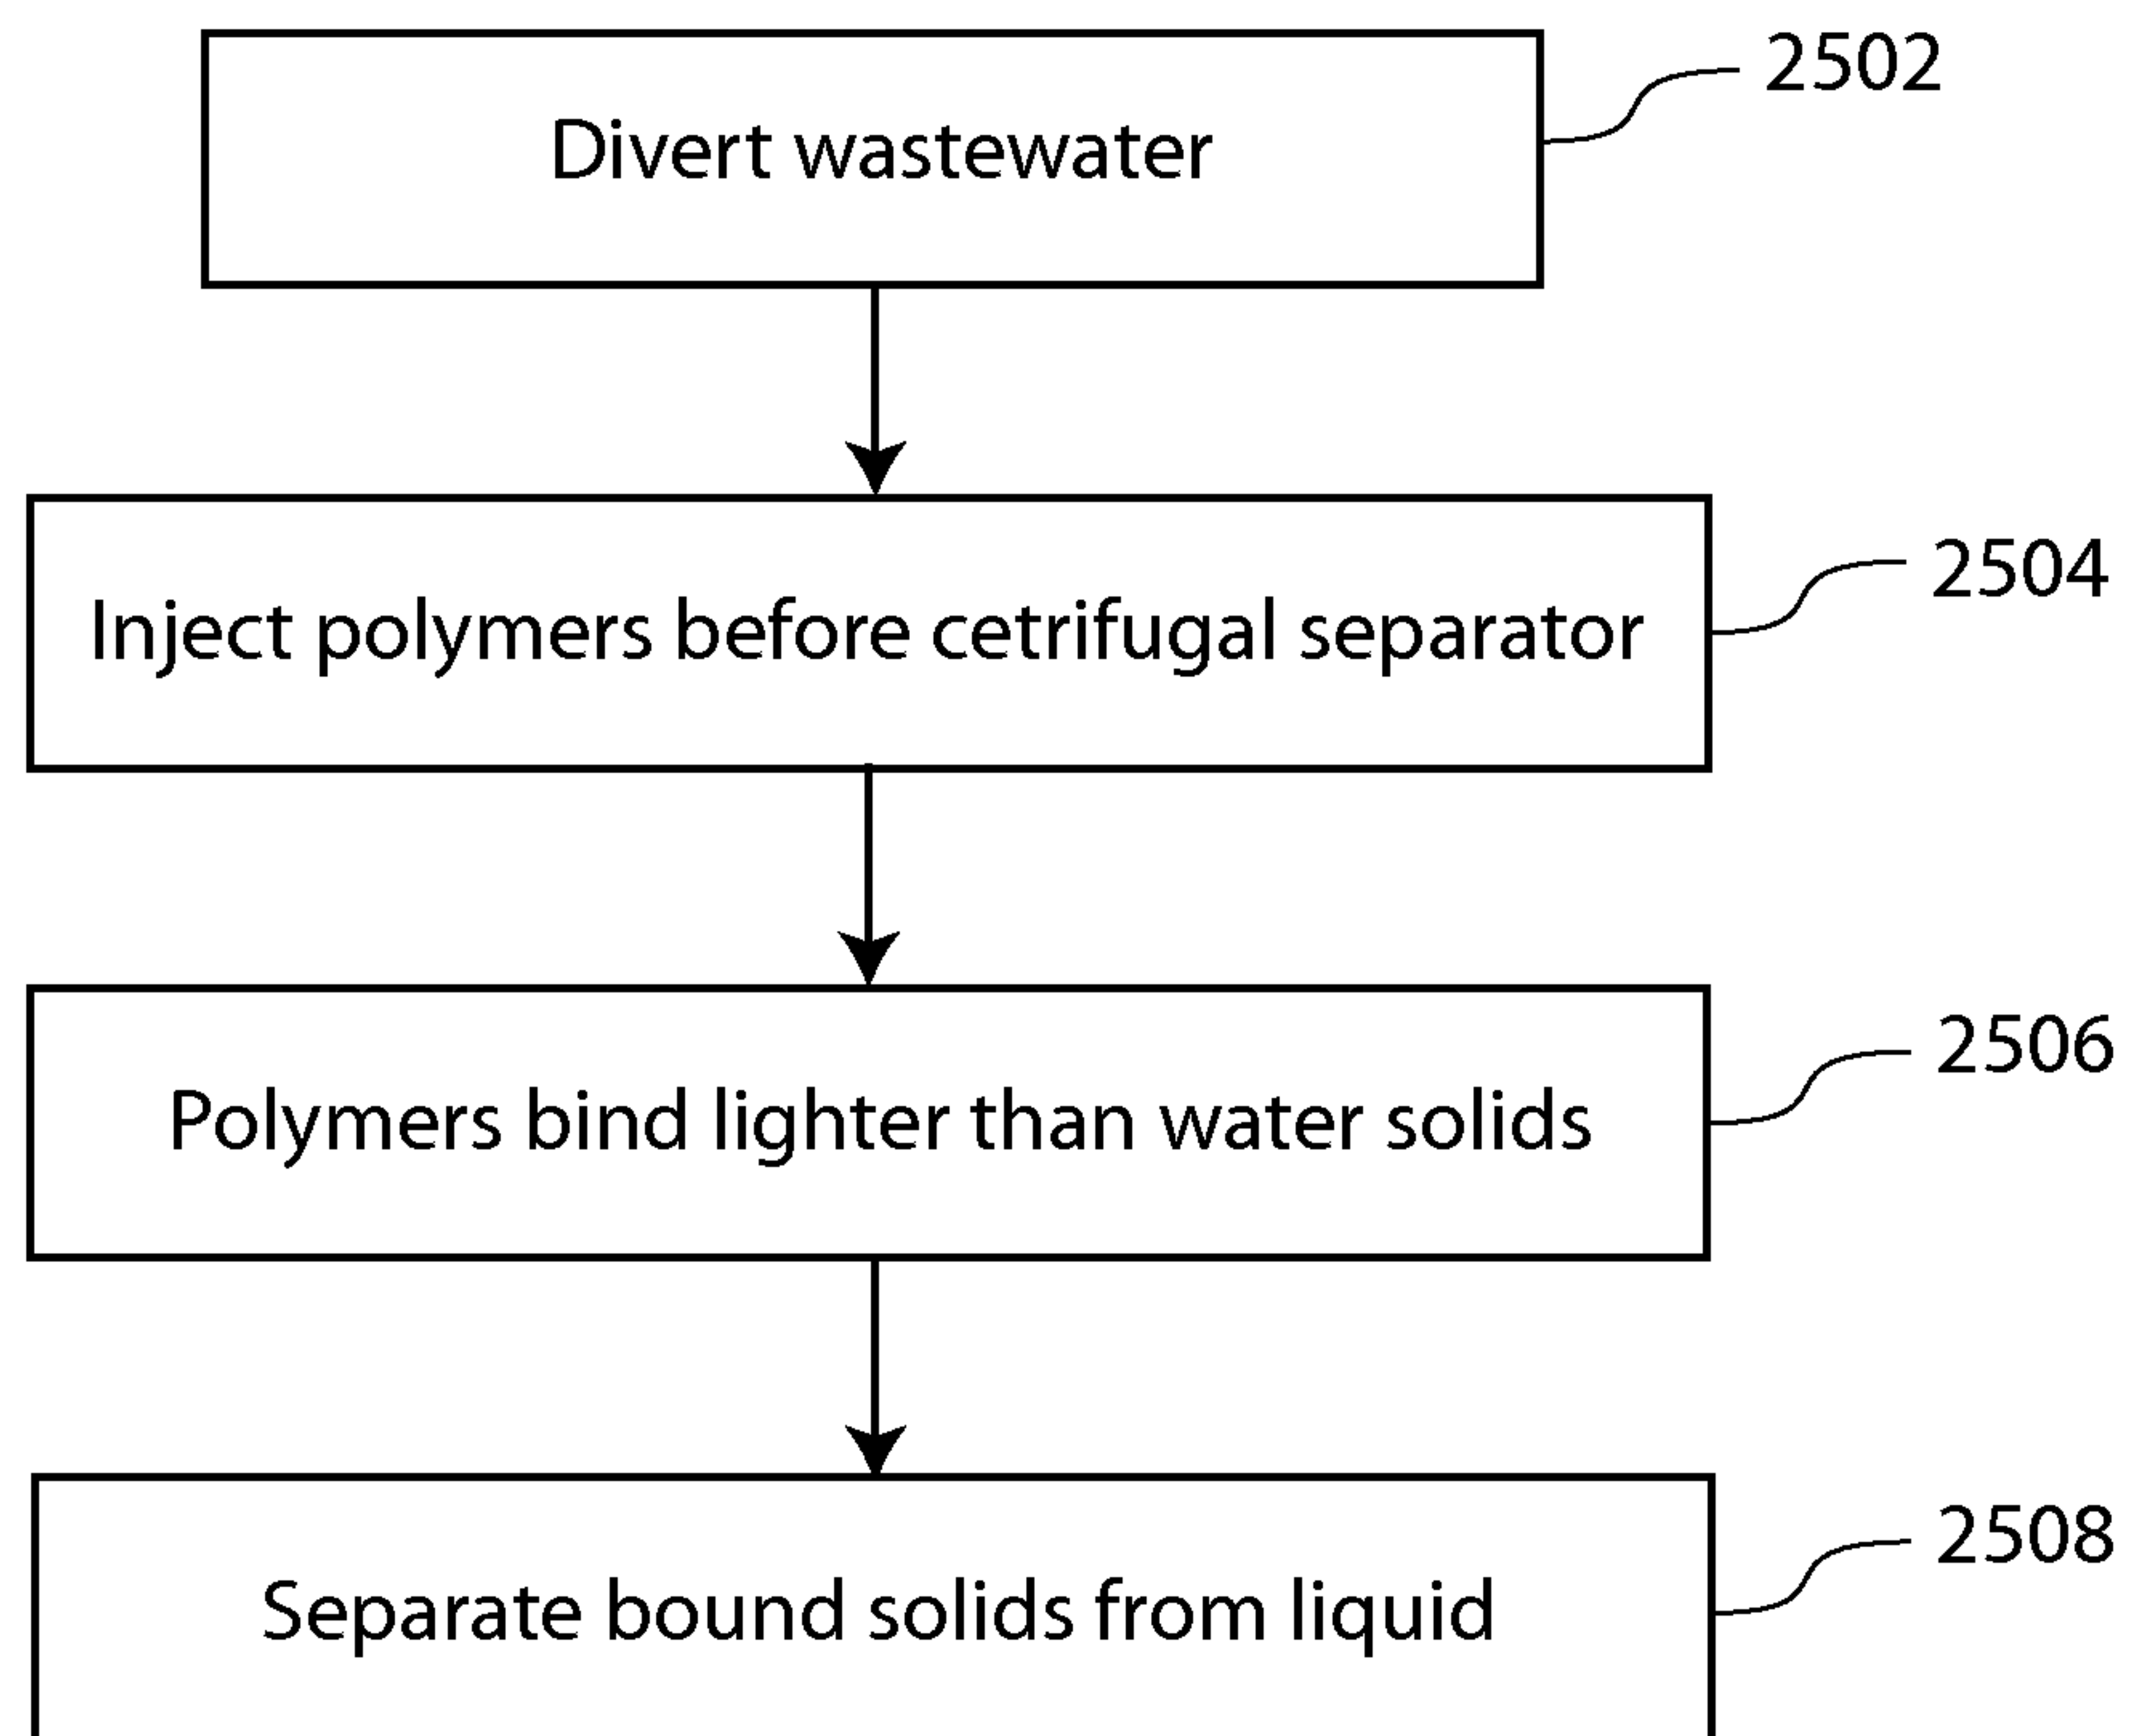 Divert wastewater
2502
Inject polymers before cetrifugal separator
2504
Polymers bind lighter than water solids
2506
Separate bound solids from liquid
2508